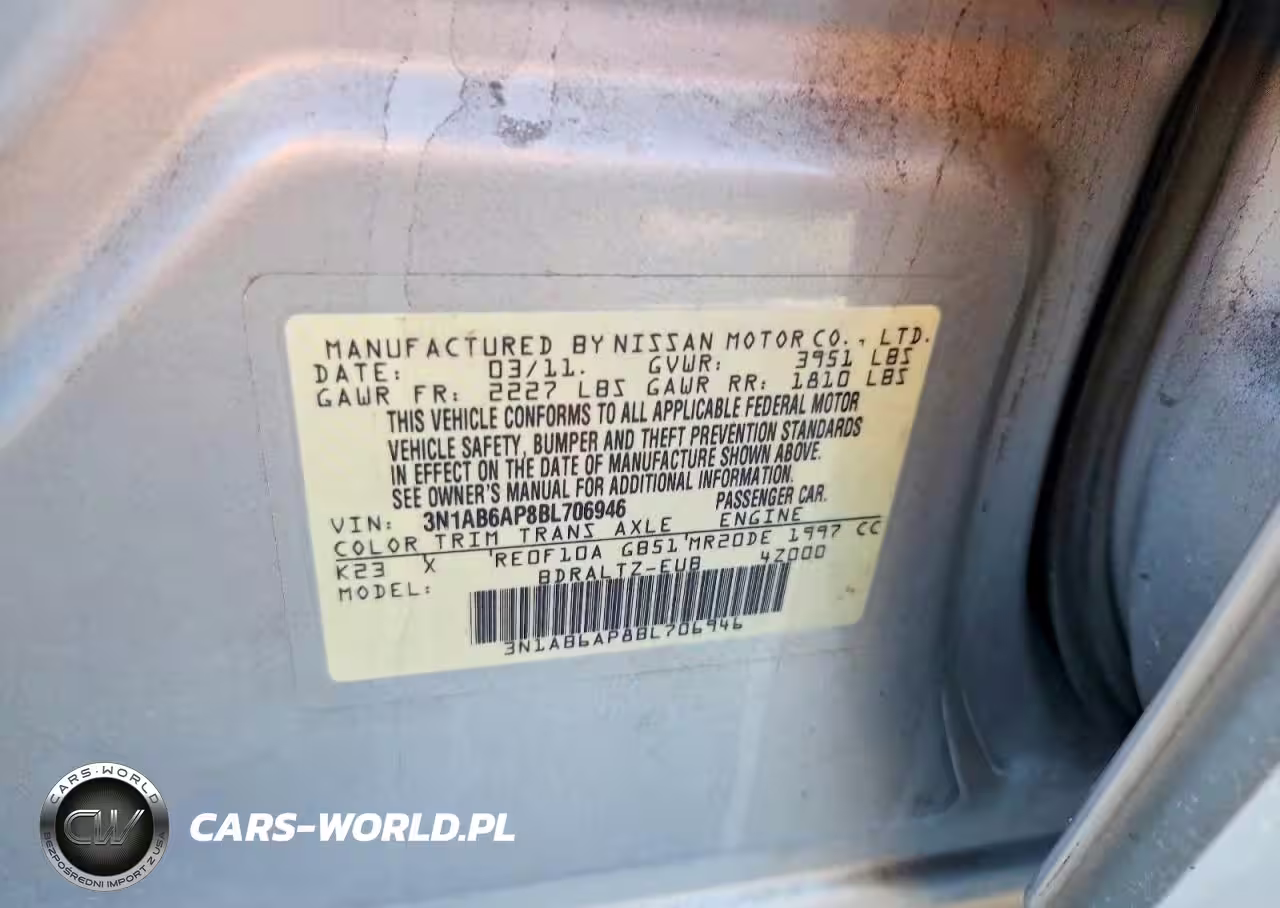 MANUFACTURED BY NISSAN MOTOR CO., LTD.
DATE: 03/11. GVWR: 3951 LBS
GAWR FR: 2227 LBS GAWR RR: 1810 LBS
THIS VEHICLE CONFORMS TO ALL APPLICABLE FEDERAL MOTOR
VEHICLE SAFETY, BUMPER AND THEFT PREVENTION STANDARDS
IN EFFECT ON THE DATE OF MANUFACTURE SHOWN ABOVE.
SEE OWNER'S MANUAL FOR ADDITIONAL INFORMATION.
VIN: 3N1AB6AP8BL706946 PASSENGER CAR.
COLOR TRIM TRANS AXLE ENGINE
K23 X RE0F10A GB51 MR20DE 1997 CC
MODEL: BDRALTZ-EUB 4Z000
3N1AB6AP8BL706946
CARS-WORLD
CW
BEZPOŚREDNI IMPORT Z USA
CARS-WORLD.PL